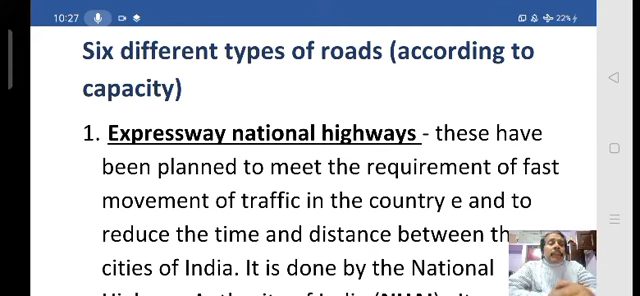 10:27
22%
Six different types of roads (according to
capacity)
1. Expressway national highways - these have
been planned to meet the requirement of fast
movement of traffic in the country e and to
reduce the time and distance between
cities of India. It is done by the National